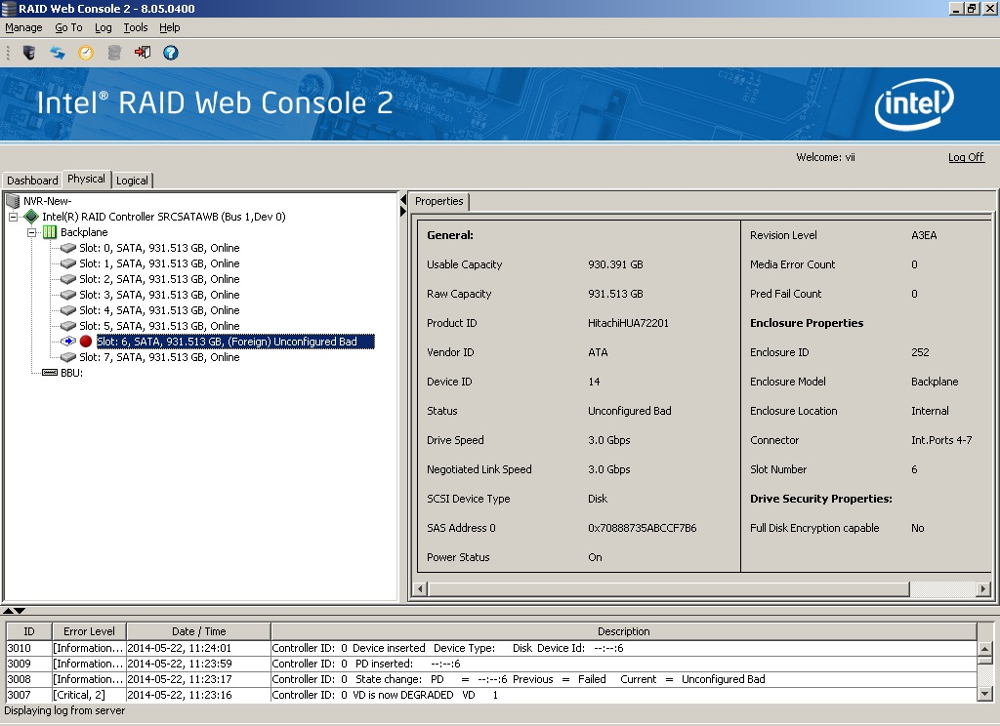 RAID Web Console 2 - 8.05.0400
Manage Go To Log Tools Help
Intel® RAID Web Console 2
intel®
Welcome: vii Log Off
Dashboard Physical Logical
NVR-New-
Intel(R) RAID Controller SRCSATAWB (Bus 1,Dev 0)
Backplane
Slot: 0, SATA, 931.513 GB, Online
Slot: 1, SATA, 931.513 GB, Online
Slot: 2, SATA, 931.513 GB, Online
Slot: 3, SATA, 931.513 GB, Online
Slot: 4, SATA, 931.513 GB, Online
Slot: 5, SATA, 931.513 GB, Online
Slot: 6, SATA, 931.513 GB, (Foreign) Unconfigured Bad
Slot: 7, SATA, 931.513 GB, Online
BBU:
Properties
General:
Usable Capacity 930.391 GB
Raw Capacity 931.513 GB
Product ID HitachiHUA72201
Vendor ID ATA
Device ID 14
Status Unconfigured Bad
Drive Speed 3.0 Gbps
Negotiated Link Speed 3.0 Gbps
SCSI Device Type Disk
SAS Address 0 0x70888735ABCCF7B6
Power Status On
Revision Level A3EA
Media Error Count 0
Pred Fail Count 0
Enclosure Properties
Enclosure ID 252
Enclosure Model Backplane
Enclosure Location Internal
Connector Int.Ports 4-7
Slot Number 6
Drive Security Properties:
Full Disk Encryption capable No
ID Error Level Date / Time Description
3010 [Information... 2014-05-22, 11:24:01 Controller ID: 0 Device inserted Device Type: Disk Device Id: --:--:6
3009 [Information... 2014-05-22, 11:23:59 Controller ID: 0 PD inserted: --:--:6
3008 [Information... 2014-05-22, 11:23:17 Controller ID: 0 State change: PD = --:--:6 Previous = Failed Current = Unconfigured Bad
3007 [Critical, 2] 2014-05-22, 11:23:16 Controller ID: 0 VD is now DEGRADED VD 1
Displaying log from server